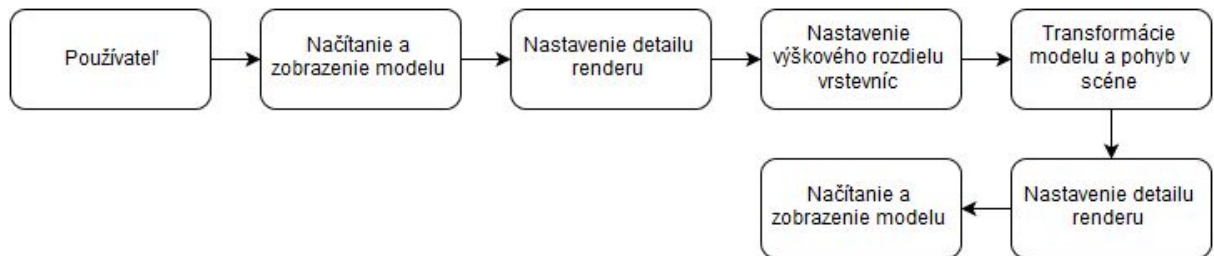 Používateľ
Načítanie a
zobrazenie modelu
Nastavenie detailu
renderu
Nastavenie
výškového rozdielu
vrstevníc
Transformácie
modelu a pohyb v
scéne
Načítanie a
zobrazenie modelu
Nastavenie detailu
renderu